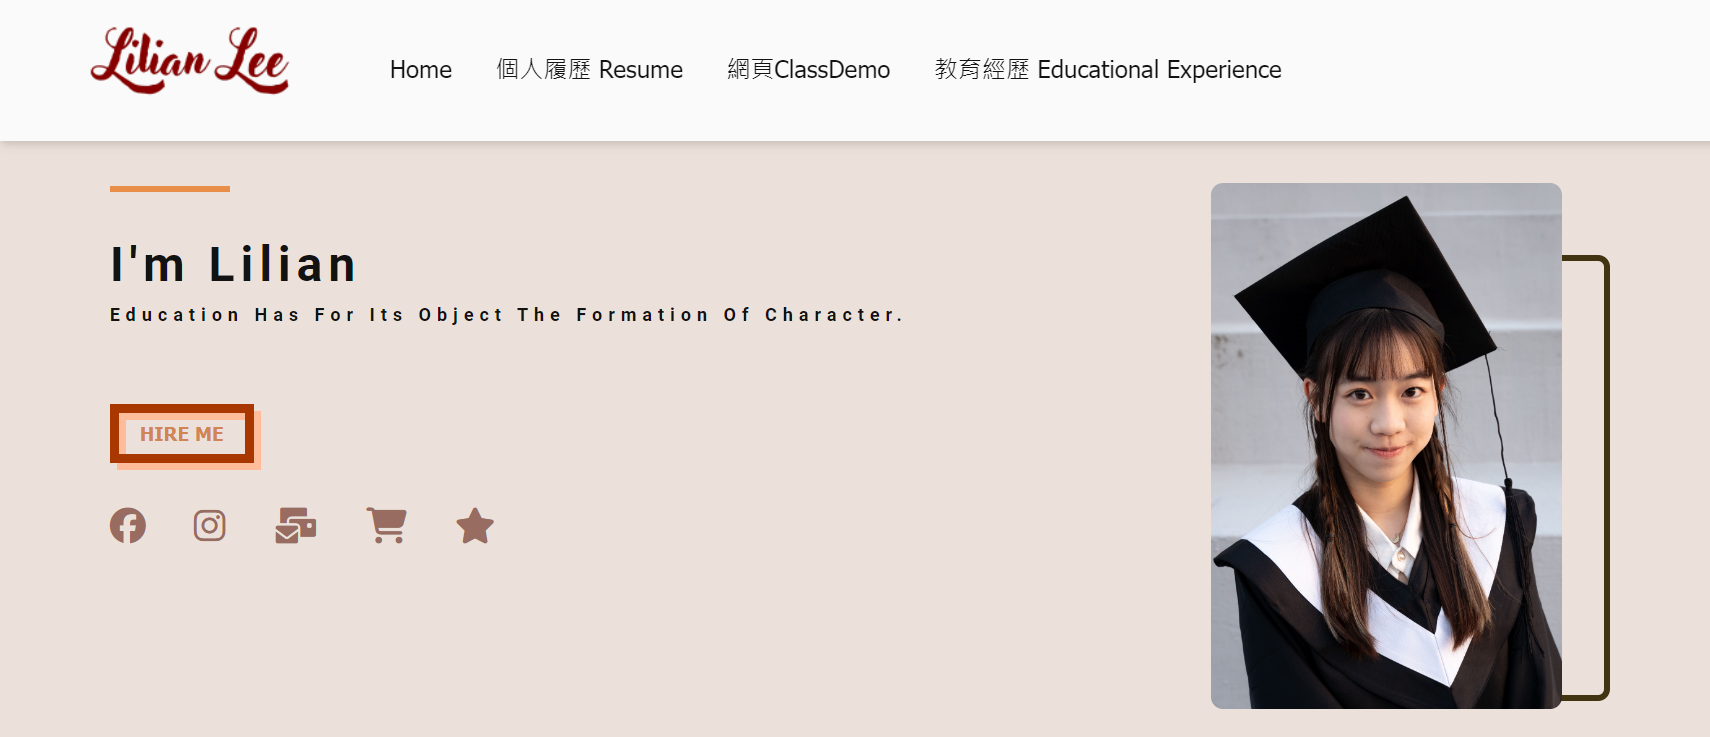 Lilian Lee
Home 個人履歷 Resume 網頁ClassDemo 教育經歷 Educational Experience
I'm Lilian
Education Has For Its Object The Formation Of Character.
HIRE ME